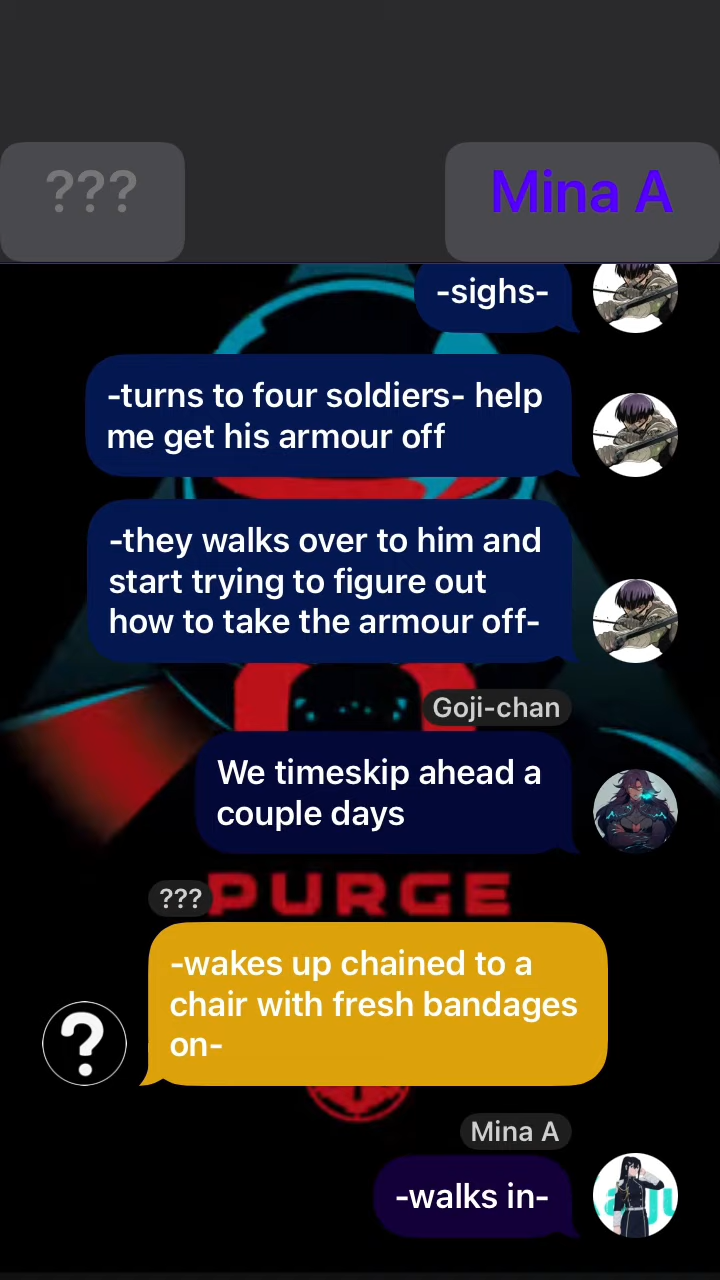 ???
Mina A
-sighs-
-turns to four soldiers- help
me get his armour off
-they walks over to him and
start trying to figure out
how to take the armour off-
Goji-chan
We timeskip ahead a
couple days
PURGE
???
-wakes up chained to a
chair with fresh bandages
on-
?
Mina A
-walks in-